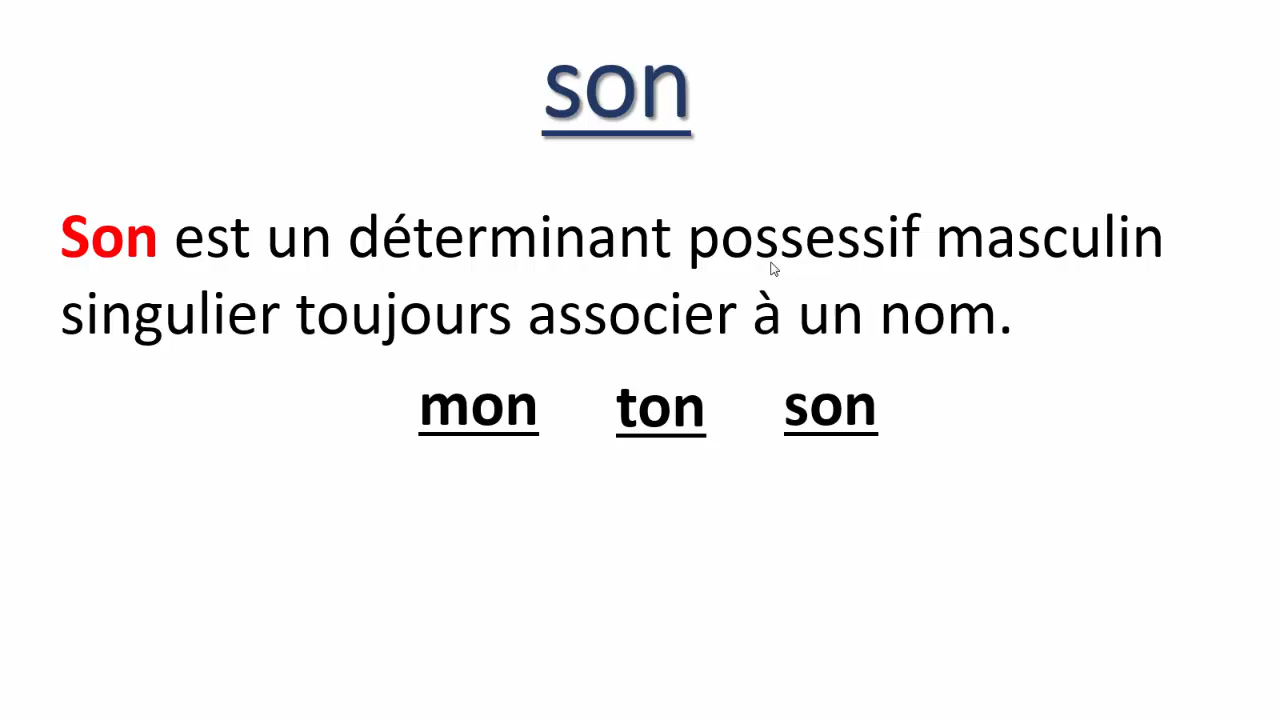 son
Son est un déterminant possessif masculin
singulier toujours associer à un nom.
mon ton son